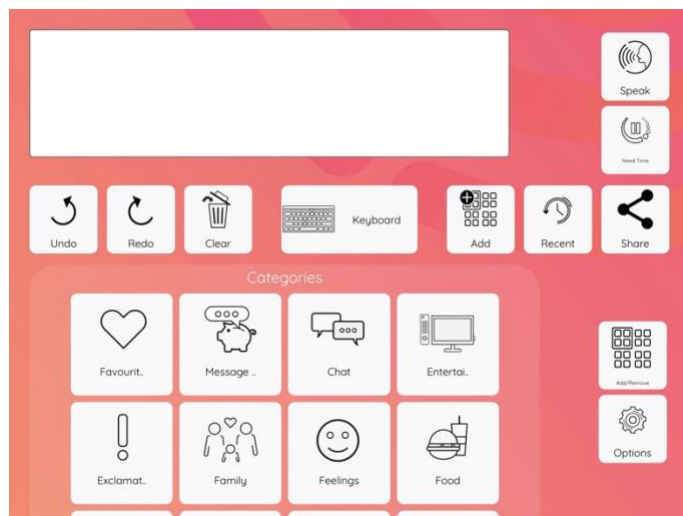 Speak
Need Time
Undo
Redo
Clear
Keyboard
Add
Recent
Share
Categories
Favourit..
Message ..
Chat
Entertai..
Add/Remove
Exclamat..
Family
Feelings
Food
Options